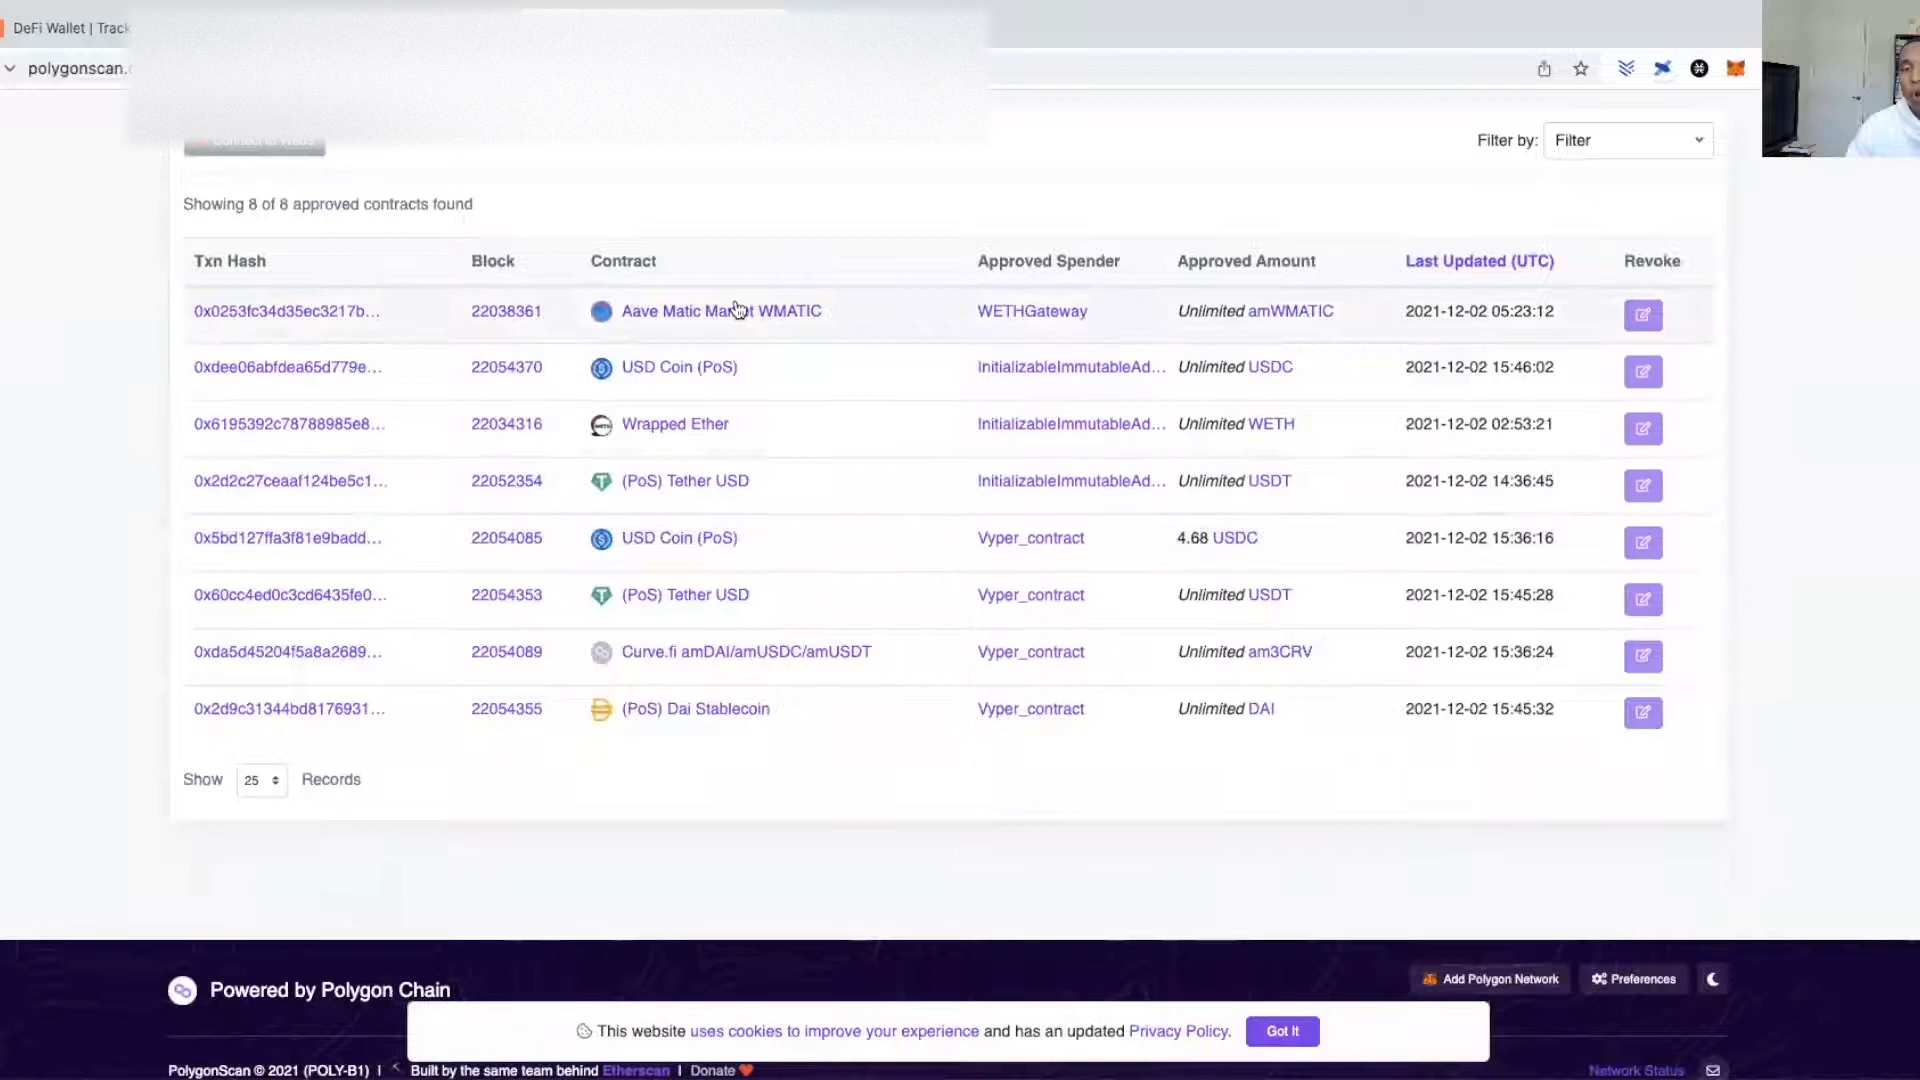 DeFi Wallet | Track
polygonscan.
Filter by: Filter
Showing 8 of 8 approved contracts found
Txn Hash Block Contract Approved Spender Approved Amount Last Updated (UTC) Revoke
0x0253fc34d35ec3217b... 22038361 Aave Matic Market WMATIC WETHGateway Unlimited amWMATIC 2021-12-02 05:23:12
0xdee06abfdea65d779e... 22054370 USD Coin (PoS) InitializableImmutableAd... Unlimited USDC 2021-12-02 15:46:02
0x6195392c78788985e8... 22034316 Wrapped Ether InitializableImmutableAd... Unlimited WETH 2021-12-02 02:53:21
0x2d2c27ceaaf124be5c1... 22052354 (PoS) Tether USD InitializableImmutableAd... Unlimited USDT 2021-12-02 14:36:45
0x5bd127ffa3f81e9badd... 22054085 USD Coin (PoS) Vyper_contract 4.68 USDC 2021-12-02 15:36:16
0x60cc4ed0c3cd6435fe0... 22054353 (PoS) Tether USD Vyper_contract Unlimited USDT 2021-12-02 15:45:28
0xda5d45204f5a8a2689... 22054089 Curve.fi amDAI/amUSDC/amUSDT Vyper_contract Unlimited am3CRV 2021-12-02 15:36:24
0x2d9c31344bd8176931... 22054355 (PoS) Dai Stablecoin Vyper_contract Unlimited DAI 2021-12-02 15:45:32
Show 25 Records
Powered by Polygon Chain
Add Polygon Network Preferences
This website uses cookies to improve your experience and has an updated Privacy Policy. Got It
PolygonScan © 2021 (POLY-B1) | Built by the same team behind Etherscan | Donate
Network Status